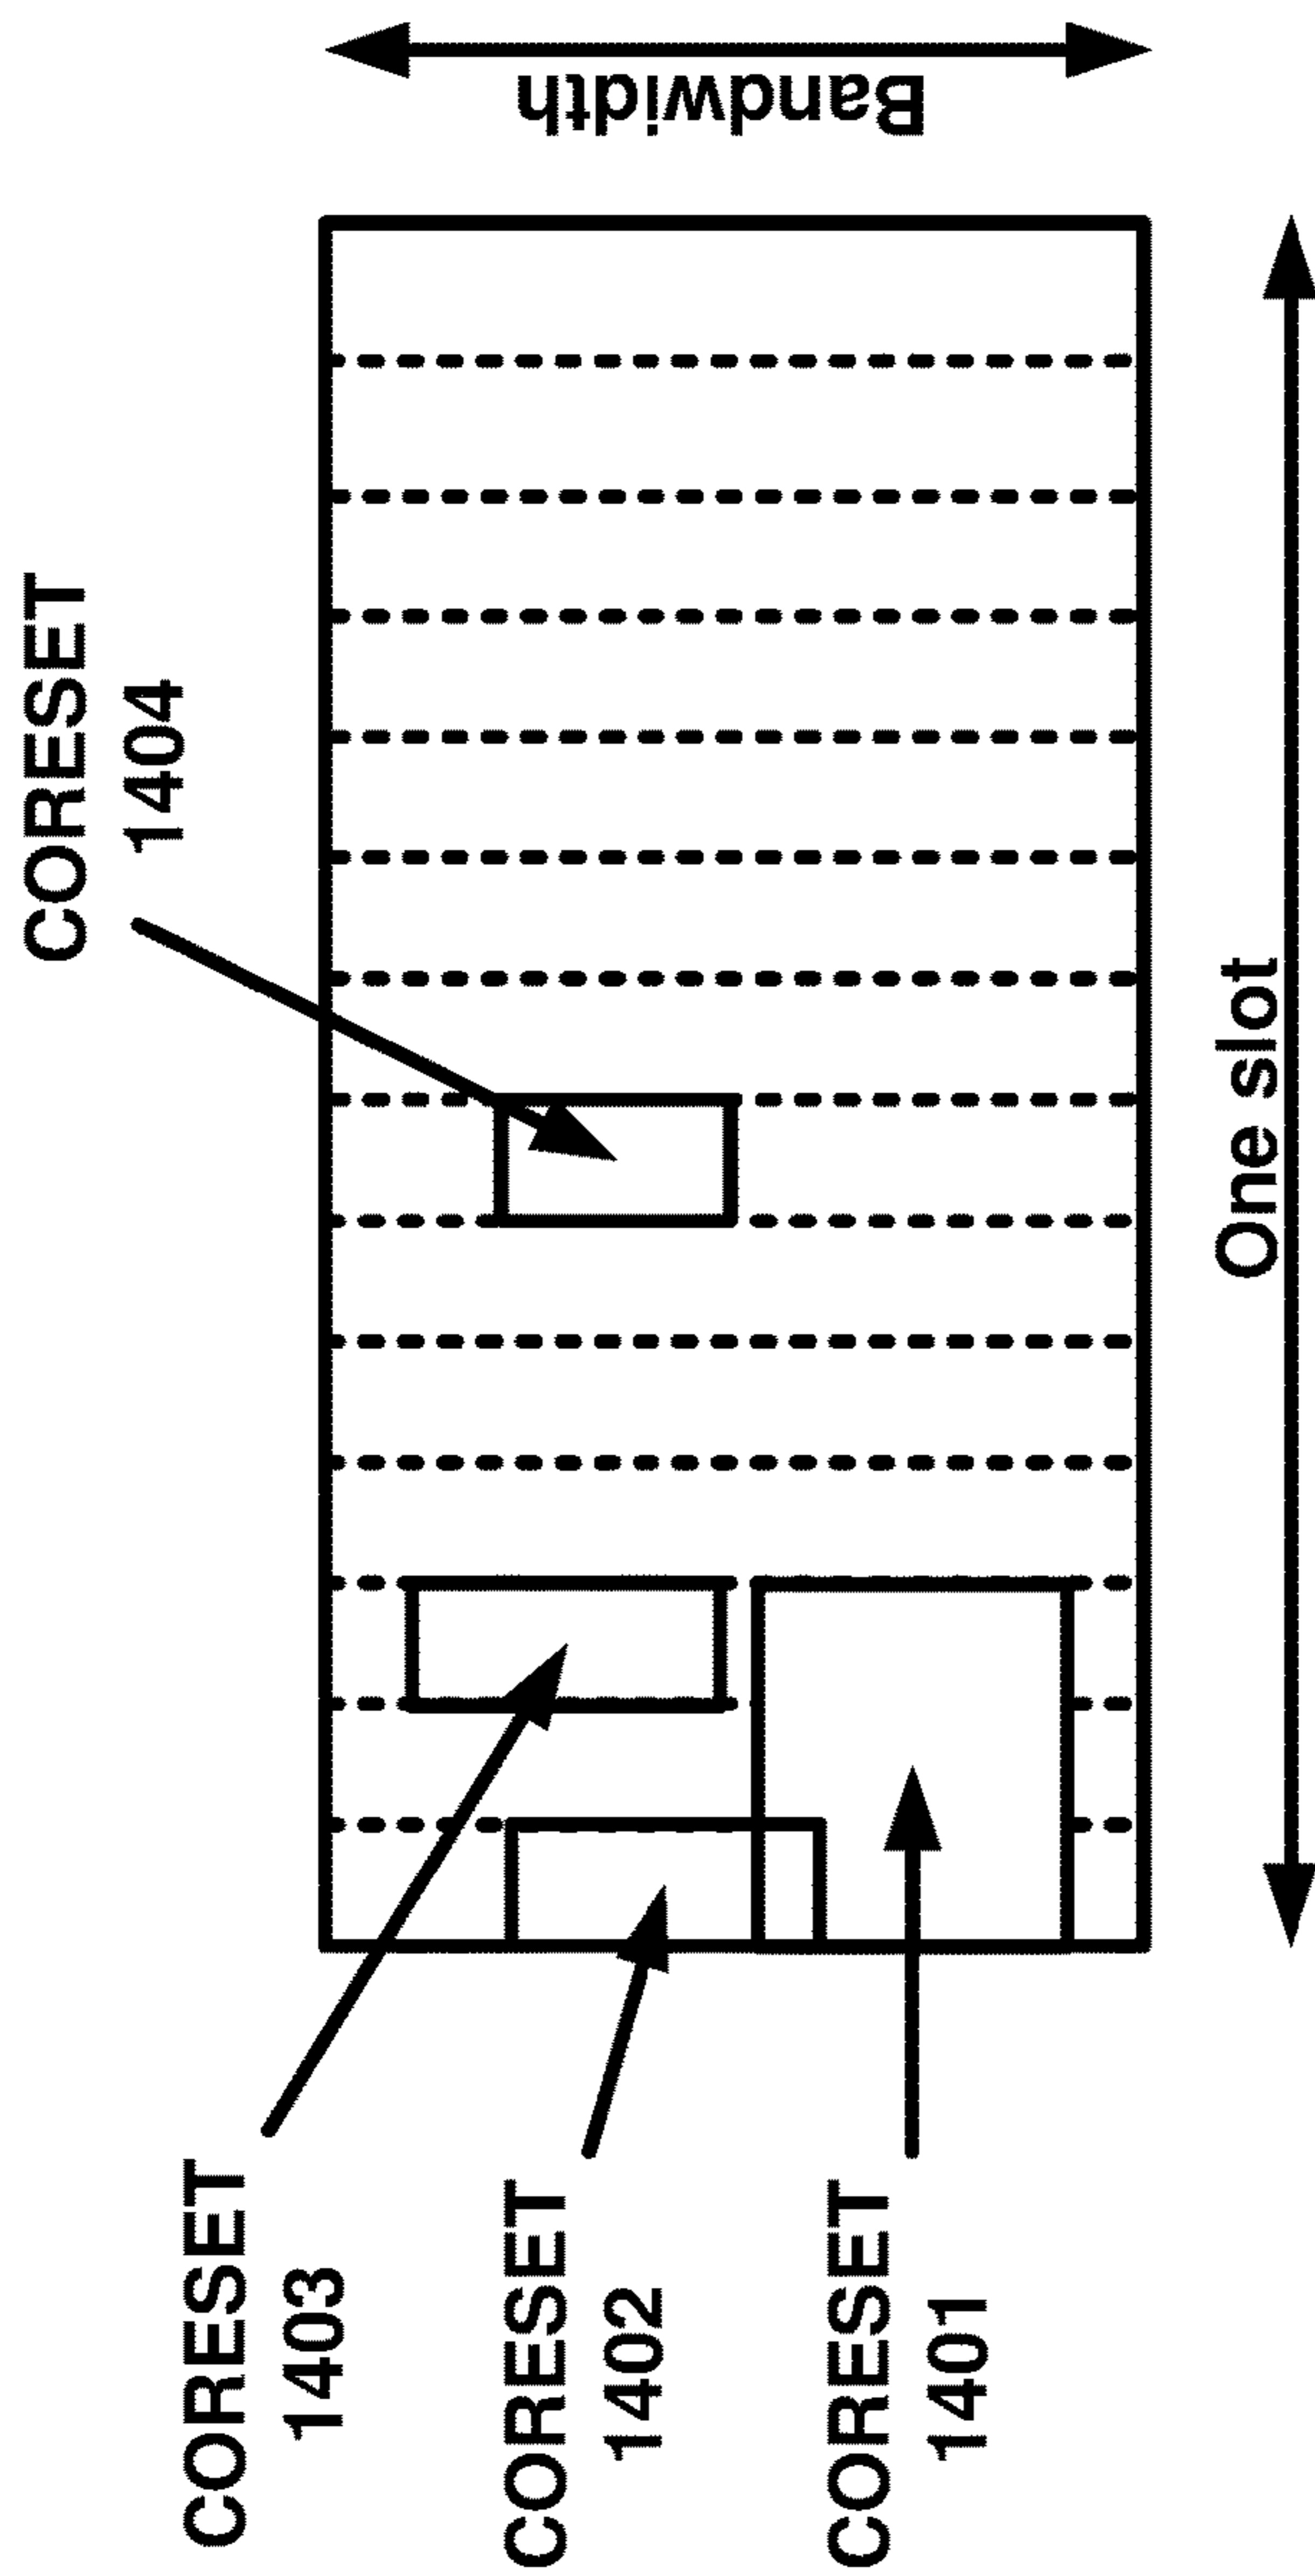 CORESET
1404
Bandwidth
CORESET
1403
CORESET
1402
CORESET
1401
One slot